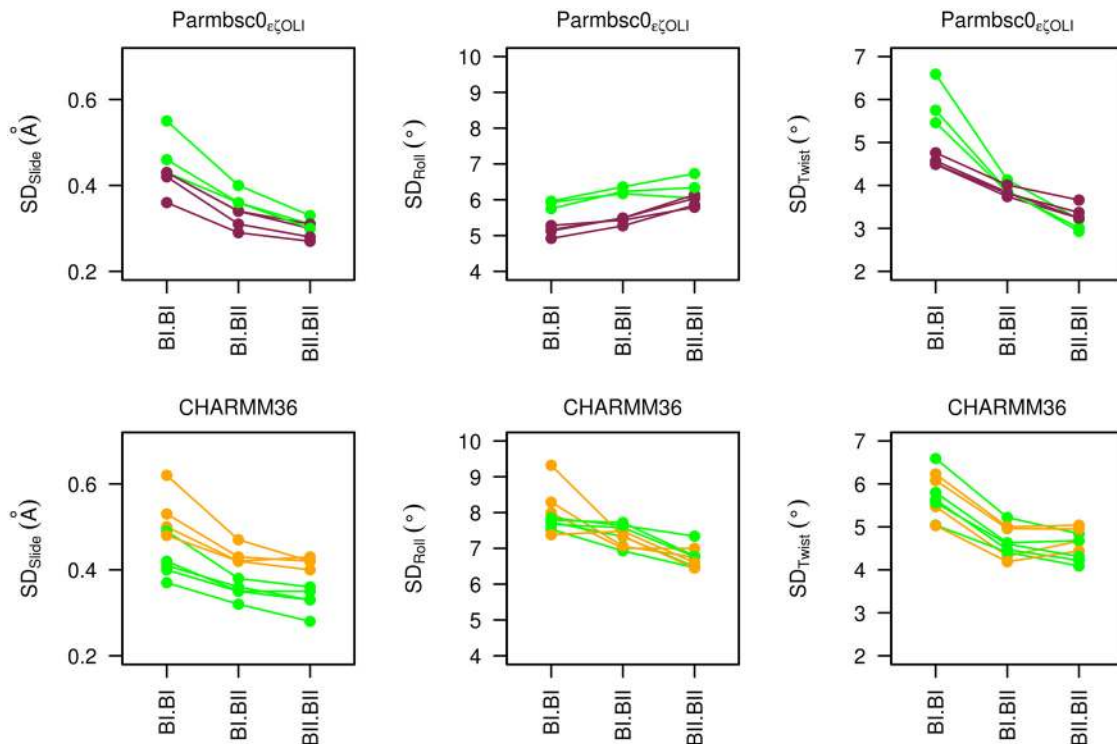 Parmbsc0εζOLI Parmbsc0εζOLI Parmbsc0εζOLI
SDSlide (Å)
0.6
0.4
0.2
BI.BI
BI.BII
BII.BII
SDRoll (°)
10
9
8
7
6
5
4
BI.BI
BI.BII
BII.BII
SDTwist (°)
7
6
5
4
3
2
BI.BI
BI.BII
BII.BII
CHARMM36 CHARMM36 CHARMM36
SDSlide (Å)
0.6
0.4
0.2
BI.BI
BI.BII
BII.BII
SDRoll (°)
10
9
8
7
6
5
4
BI.BI
BI.BII
BII.BII
SDTwist (°)
7
6
5
4
3
2
BI.BI
BI.BII
BII.BII